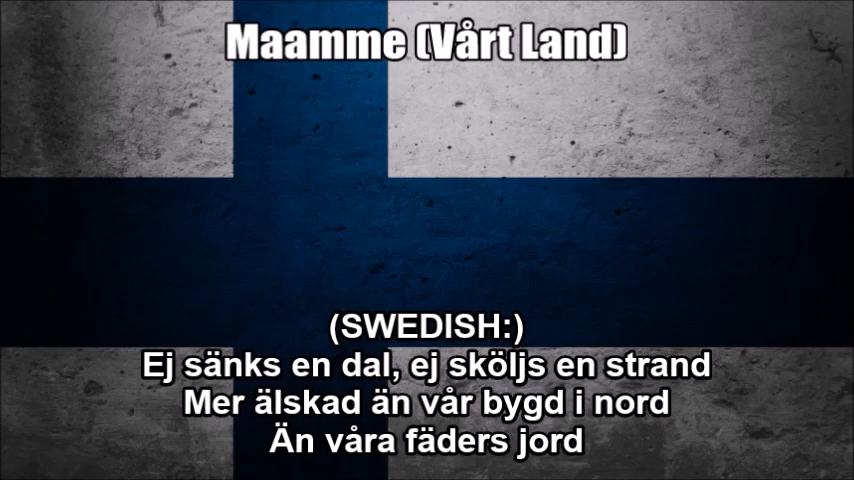 Maamme (Vårt Land)
(SWEDISH:)
Ej sänks en dal, ej sköljs en strand
Mer älskad än vår bygd i nord
Än våra fäders jord